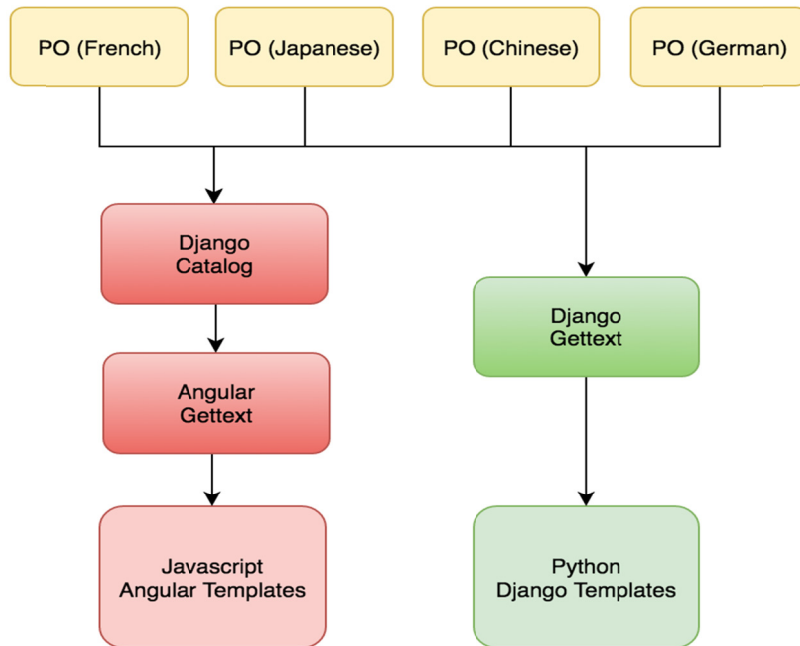 PO (French)
PO (Japanese)
PO (Chinese)
PO (German)
Django
Catalog
Django
Gettext
Angular
Gettext
Javascript
Angular Templates
Python
Django Templates